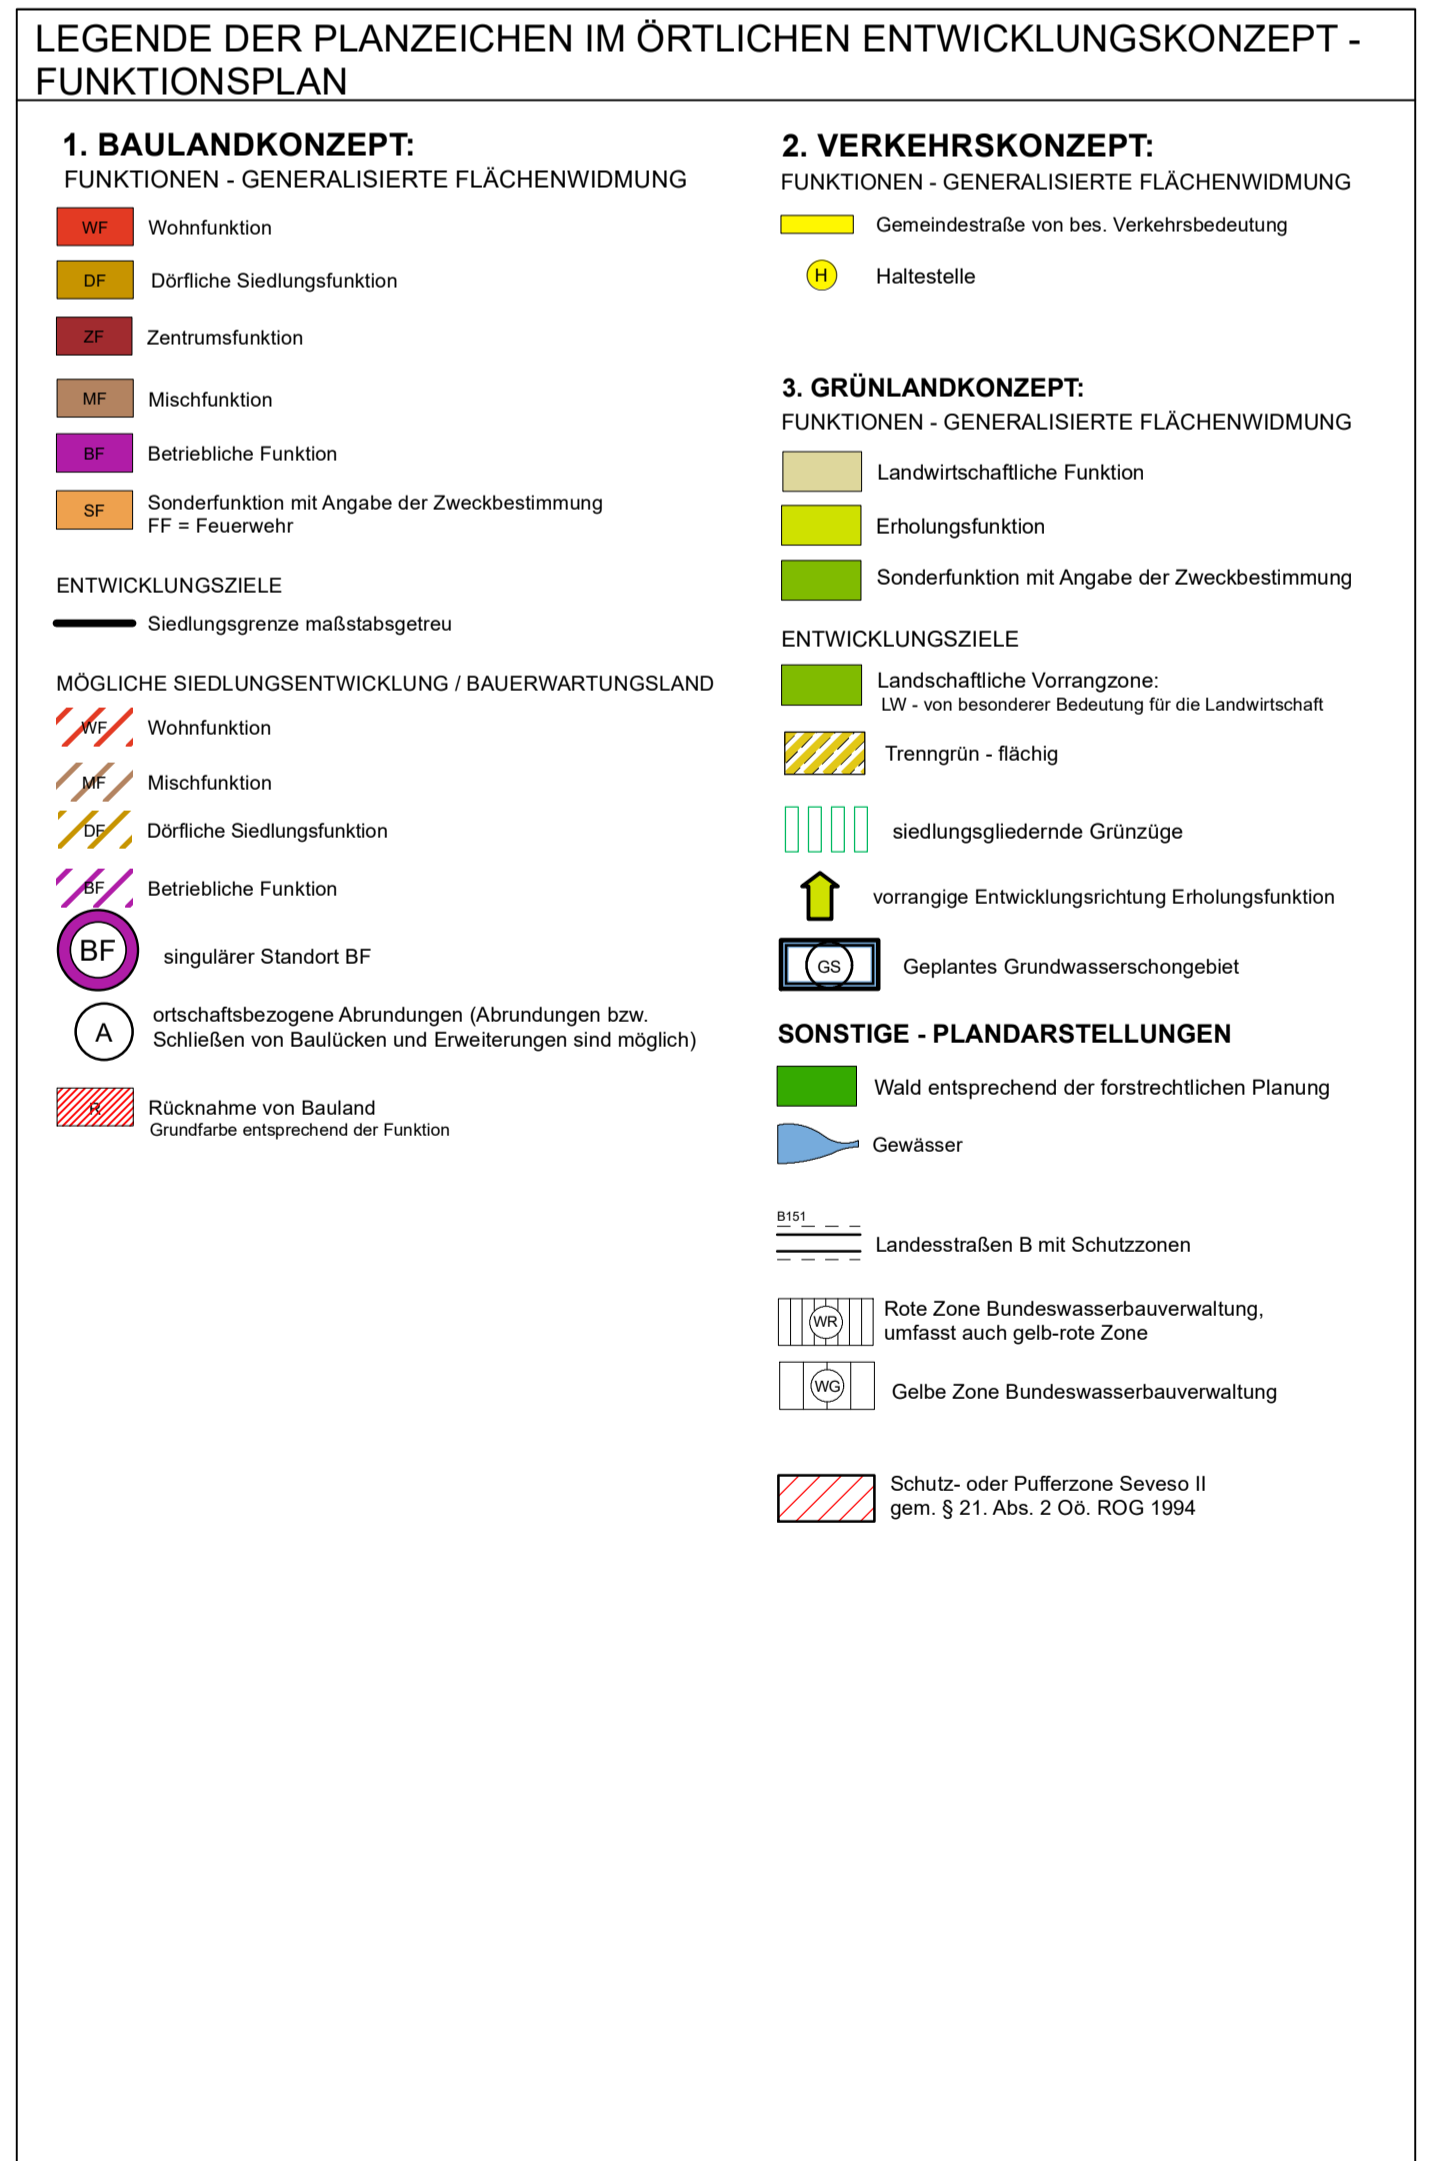 LEGENDE DER PLANZEICHEN IM ÖRTLICHEN ENTWICKLUNGSKONZEPT -
FUNKTIONSPLAN
1. BAULANDKONZEPT:
FUNKTIONEN - GENERALISIERTE FLÄCHENWIDMUNG
WF Wohnfunktion
DF Dörfliche Siedlungsfunktion
ZF Zentrumsfunktion
MF Mischfunktion
BF Betriebliche Funktion
SF Sonderfunktion mit Angabe der Zweckbestimmung
FF = Feuerwehr
ENTWICKLUNGSZIELE
Siedlungsgrenze maßstabsgetreu
MÖGLICHE SIEDLUNGSENTWICKLUNG / BAUERWARTUNGSLAND
WF Wohnfunktion
MF Mischfunktion
DF Dörfliche Siedlungsfunktion
BF Betriebliche Funktion
BF singulärer Standort BF
A ortschaftsbezogene Abrundungen (Abrundungen bzw.
Schließen von Baulücken und Erweiterungen sind möglich)
R Rücknahme von Bauland
Grundfarbe entsprechend der Funktion
2. VERKEHRSKONZEPT:
FUNKTIONEN - GENERALISIERTE FLÄCHENWIDMUNG
Gemeindestraße von bes. Verkehrsbedeutung
H Haltestelle
3. GRÜNLANDKONZEPT:
FUNKTIONEN - GENERALISIERTE FLÄCHENWIDMUNG
Landwirtschaftliche Funktion
Erholungsfunktion
Sonderfunktion mit Angabe der Zweckbestimmung
ENTWICKLUNGSZIELE
Landschaftliche Vorrangzone:
LW - von besonderer Bedeutung für die Landwirtschaft
Trenngrün - flächig
siedlungsgliedernde Grünzüge
vorrangige Entwicklungsrichtung Erholungsfunktion
GS Geplantes Grundwasserschongebiet
SONSTIGE - PLANDARSTELLUNGEN
Wald entsprechend der forstrechtlichen Planung
Gewässer
B151
Landesstraßen B mit Schutzzonen
WR Rote Zone Bundeswasserbauverwaltung,
umfasst auch gelb-rote Zone
WG Gelbe Zone Bundeswasserbauverwaltung
Schutz- oder Pufferzone Seveso II
gem. § 21. Abs. 2 Oö. ROG 1994